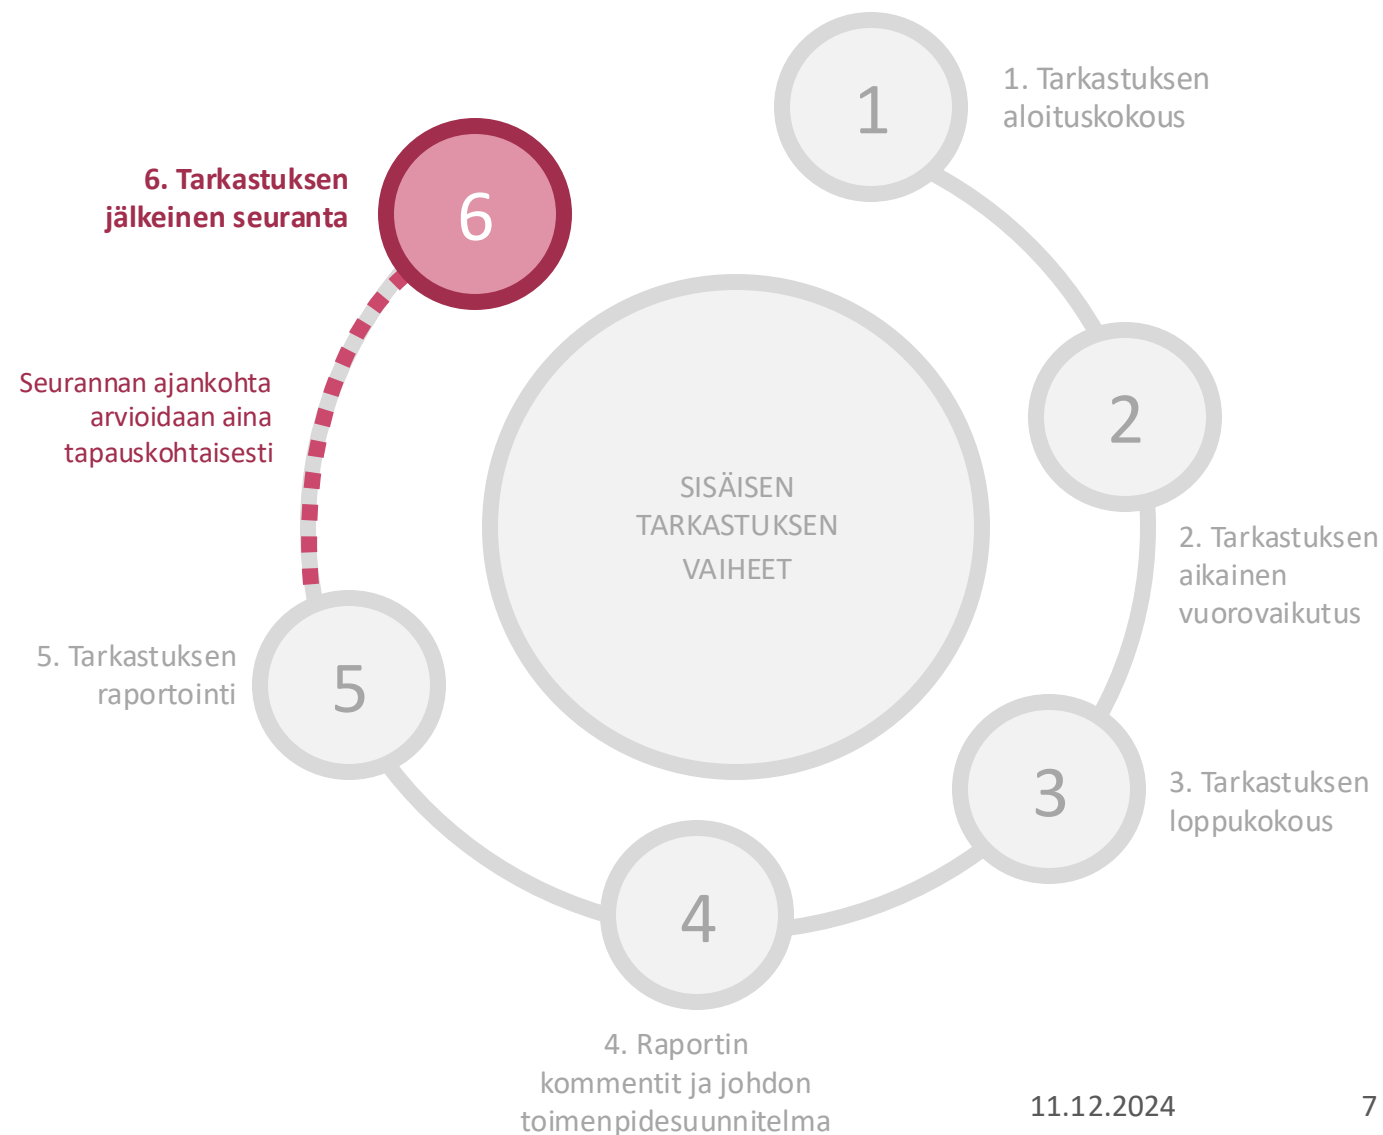 1
1. Tarkastuksen
aloituskokous
6. Tarkastuksen
jälkeinen seuranta
6
Seurannan ajankohta
arvioidaan aina
tapauskohtaisesti
2
2. Tarkastuksen
aikainen
vuorovaikutus
SISÄISEN
TARKASTUKSEN
VAIHEET
5. Tarkastuksen
raportointi
5
3
3. Tarkastuksen
loppukokous
4
4. Raportin
kommentit ja johdon
toimenpidesuunnitelma
11.12.2024
7